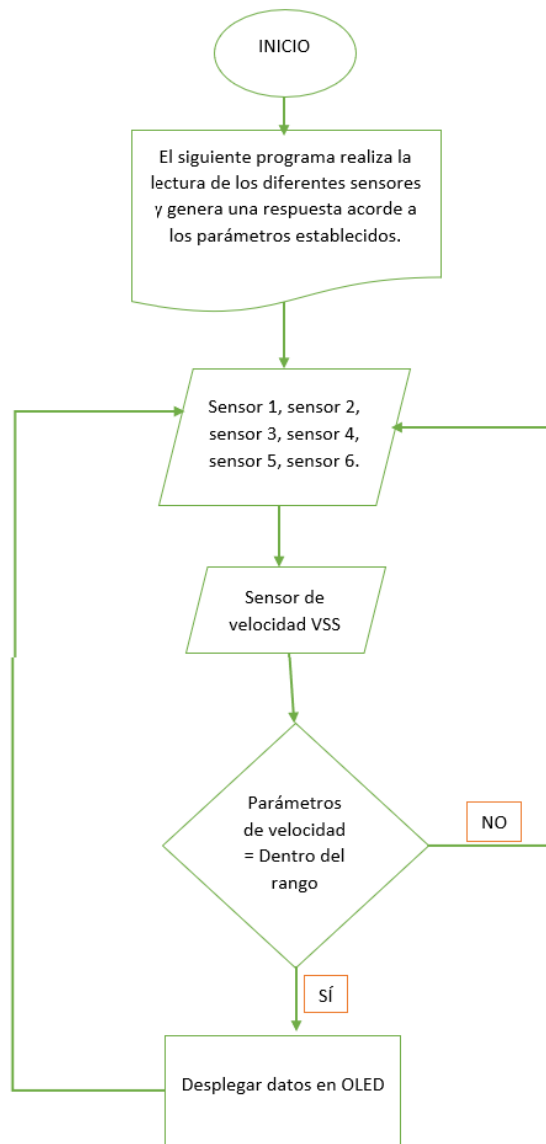 INICIO
El siguiente programa realiza la
lectura de los diferentes sensores
y genera una respuesta acorde a
los parámetros establecidos.
Sensor 1, sensor 2,
sensor 3, sensor 4,
sensor 5, sensor 6.
Sensor de
velocidad VSS
Parámetros
de velocidad
= Dentro del
rango
NO
SÍ
Desplegar datos en OLED